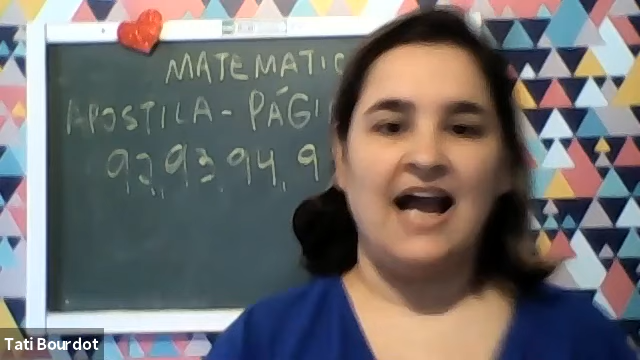 MATEMATIC
APOSTILA - PÁGI
92, 93, 94, 9
Tati Bourdot